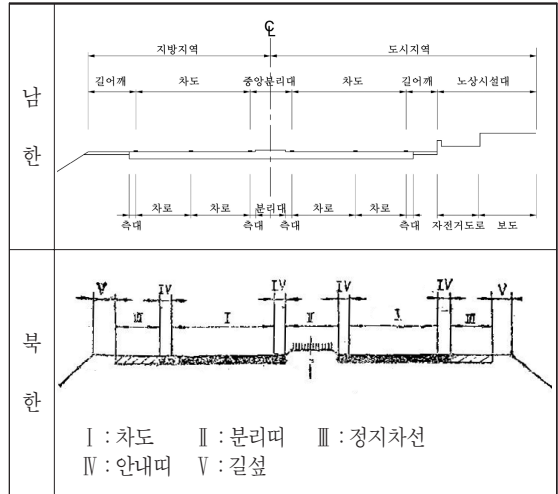 남한
℄
지방지역 도시지역
길어깨 차도 중앙분리대 차도 길어깨 노상시설대
차로 차로 분리대 차로 차로 자전거도로 보도
측대 측대 측대 측대
북한
Ⅴ Ⅳ Ⅳ Ⅳ Ⅳ Ⅴ
Ⅲ Ⅰ Ⅱ Ⅰ Ⅲ
Ⅰ : 차도 Ⅱ : 분리띠 Ⅲ : 정지차선
Ⅳ : 안내띠 Ⅴ : 길섶